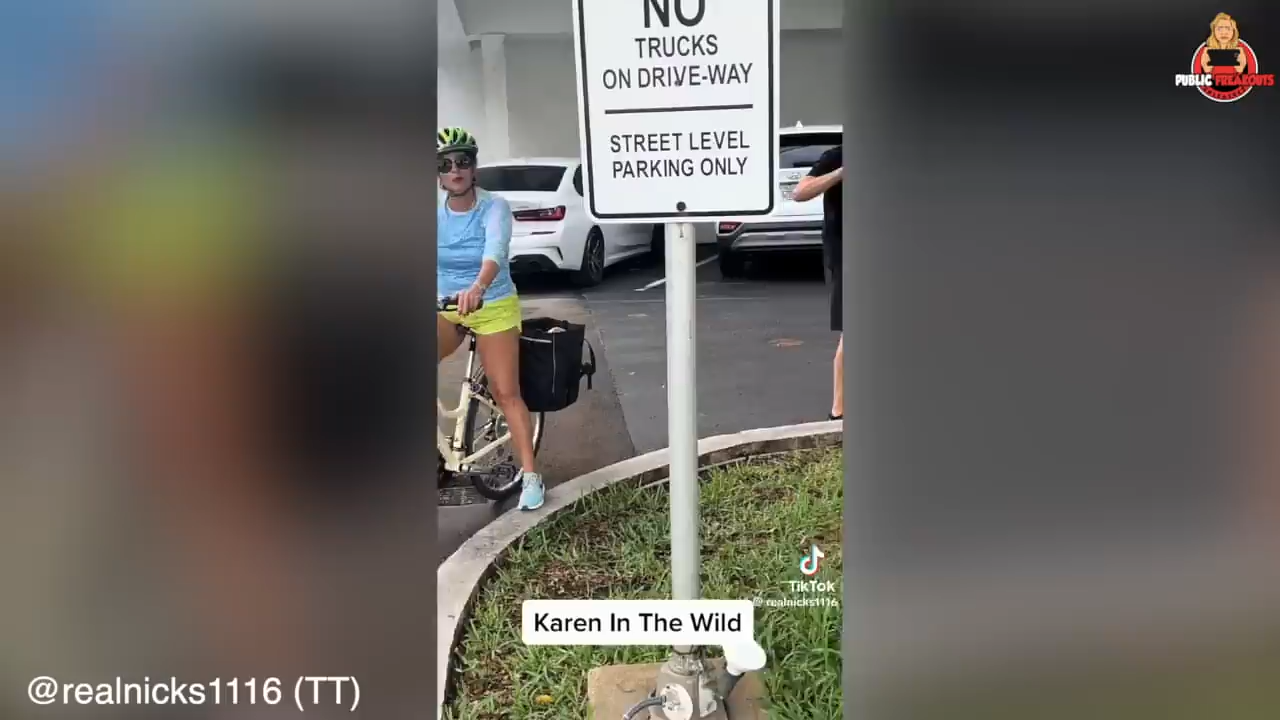 NO
TRUCKS
ON DRIVE-WAY
STREET LEVEL
PARKING ONLY
PUBLIC FREAKOUTS
TikTok
@realnicks1116
Karen In The Wild
@realnicks1116 (TT)